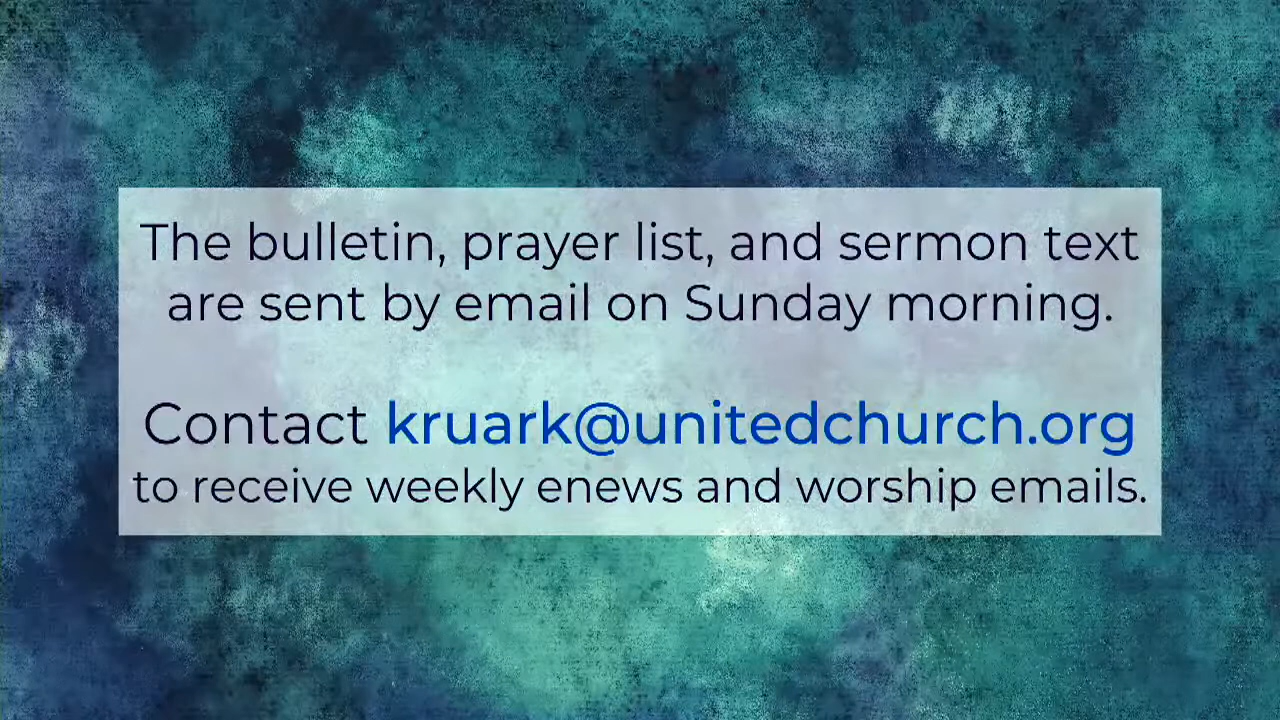 The bulletin, prayer list, and sermon text
are sent by email on Sunday morning.
Contact kruark@unitedchurch.org
to receive weekly enews and worship emails.